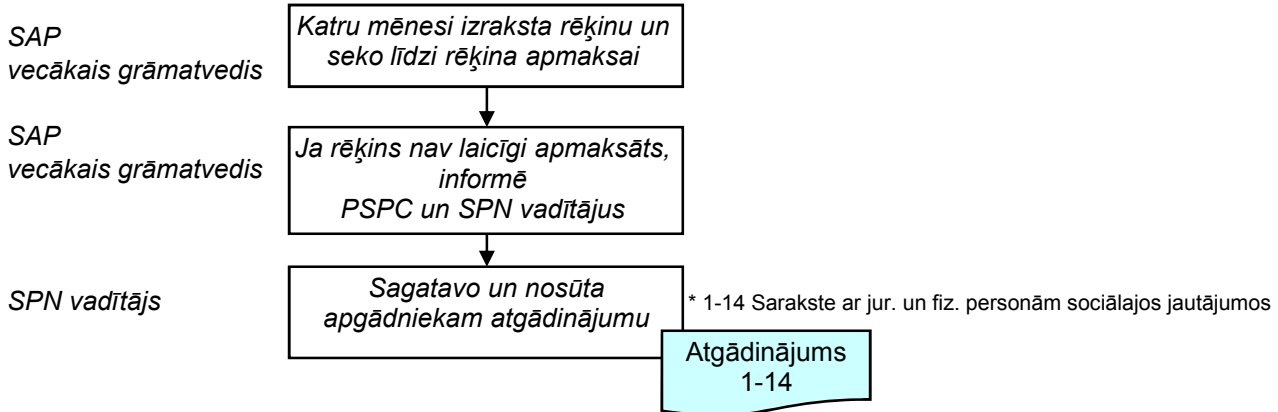 SAP
vecākais grāmatvedis
Katru mēnesi izraksta rēķinu un
seko līdzi rēķina apmaksai
SAP
vecākais grāmatvedis
Ja rēķins nav laicīgi apmaksāts,
informē
PSPC un SPN vadītājus
SPN vadītājs
Sagatavo un nosūta
apgādniekam atgādinājumu
* 1-14 Sarakste ar jur. un fiz. personām sociālajos jautājumos
Atgādinājums
1-14